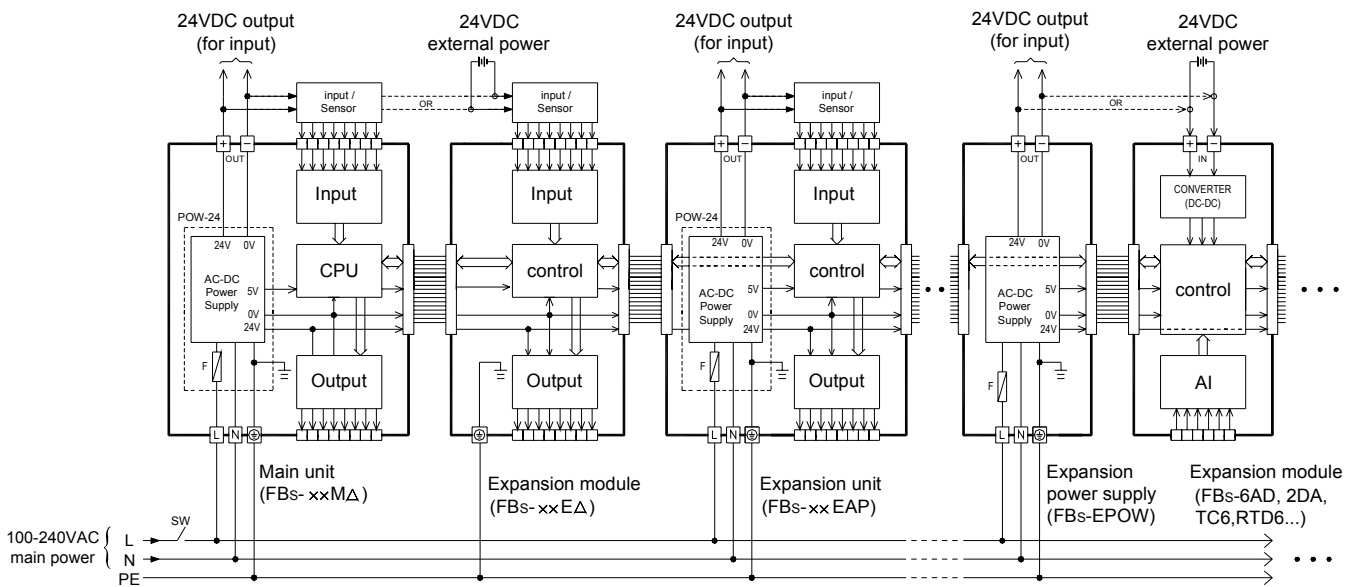 24VDC output
(for input)
24VDC
external power
24VDC output
(for input)
24VDC output
(for input)
24VDC
external power
input /
Sensor
OR
input /
Sensor
input /
Sensor
OR
+ −
OUT
+ −
OUT
+ −
OUT
+ −
IN
POW-24
24V 0V
AC-DC
Power
Supply
5V
0V
24V
F
Input
CPU
Output
L N
Input
control
Output
POW-24
24V 0V
AC-DC
Power
Supply
5V
0V
24V
F
Input
control
Output
L N
24V 0V
AC-DC
Power
Supply
5V
0V
24V
F
L N
CONVERTER
(DC-DC)
control
AI
Main unit
(FBs- ××M△)
Expansion module
(FBs- ××E△)
Expansion unit
(FBs- ×× EAP)
Expansion
power supply
(FBs-EPOW)
Expansion module
(FBs-6AD, 2DA,
TC6,RTD6...)
100-240VAC
main power
SW
L
N
PE